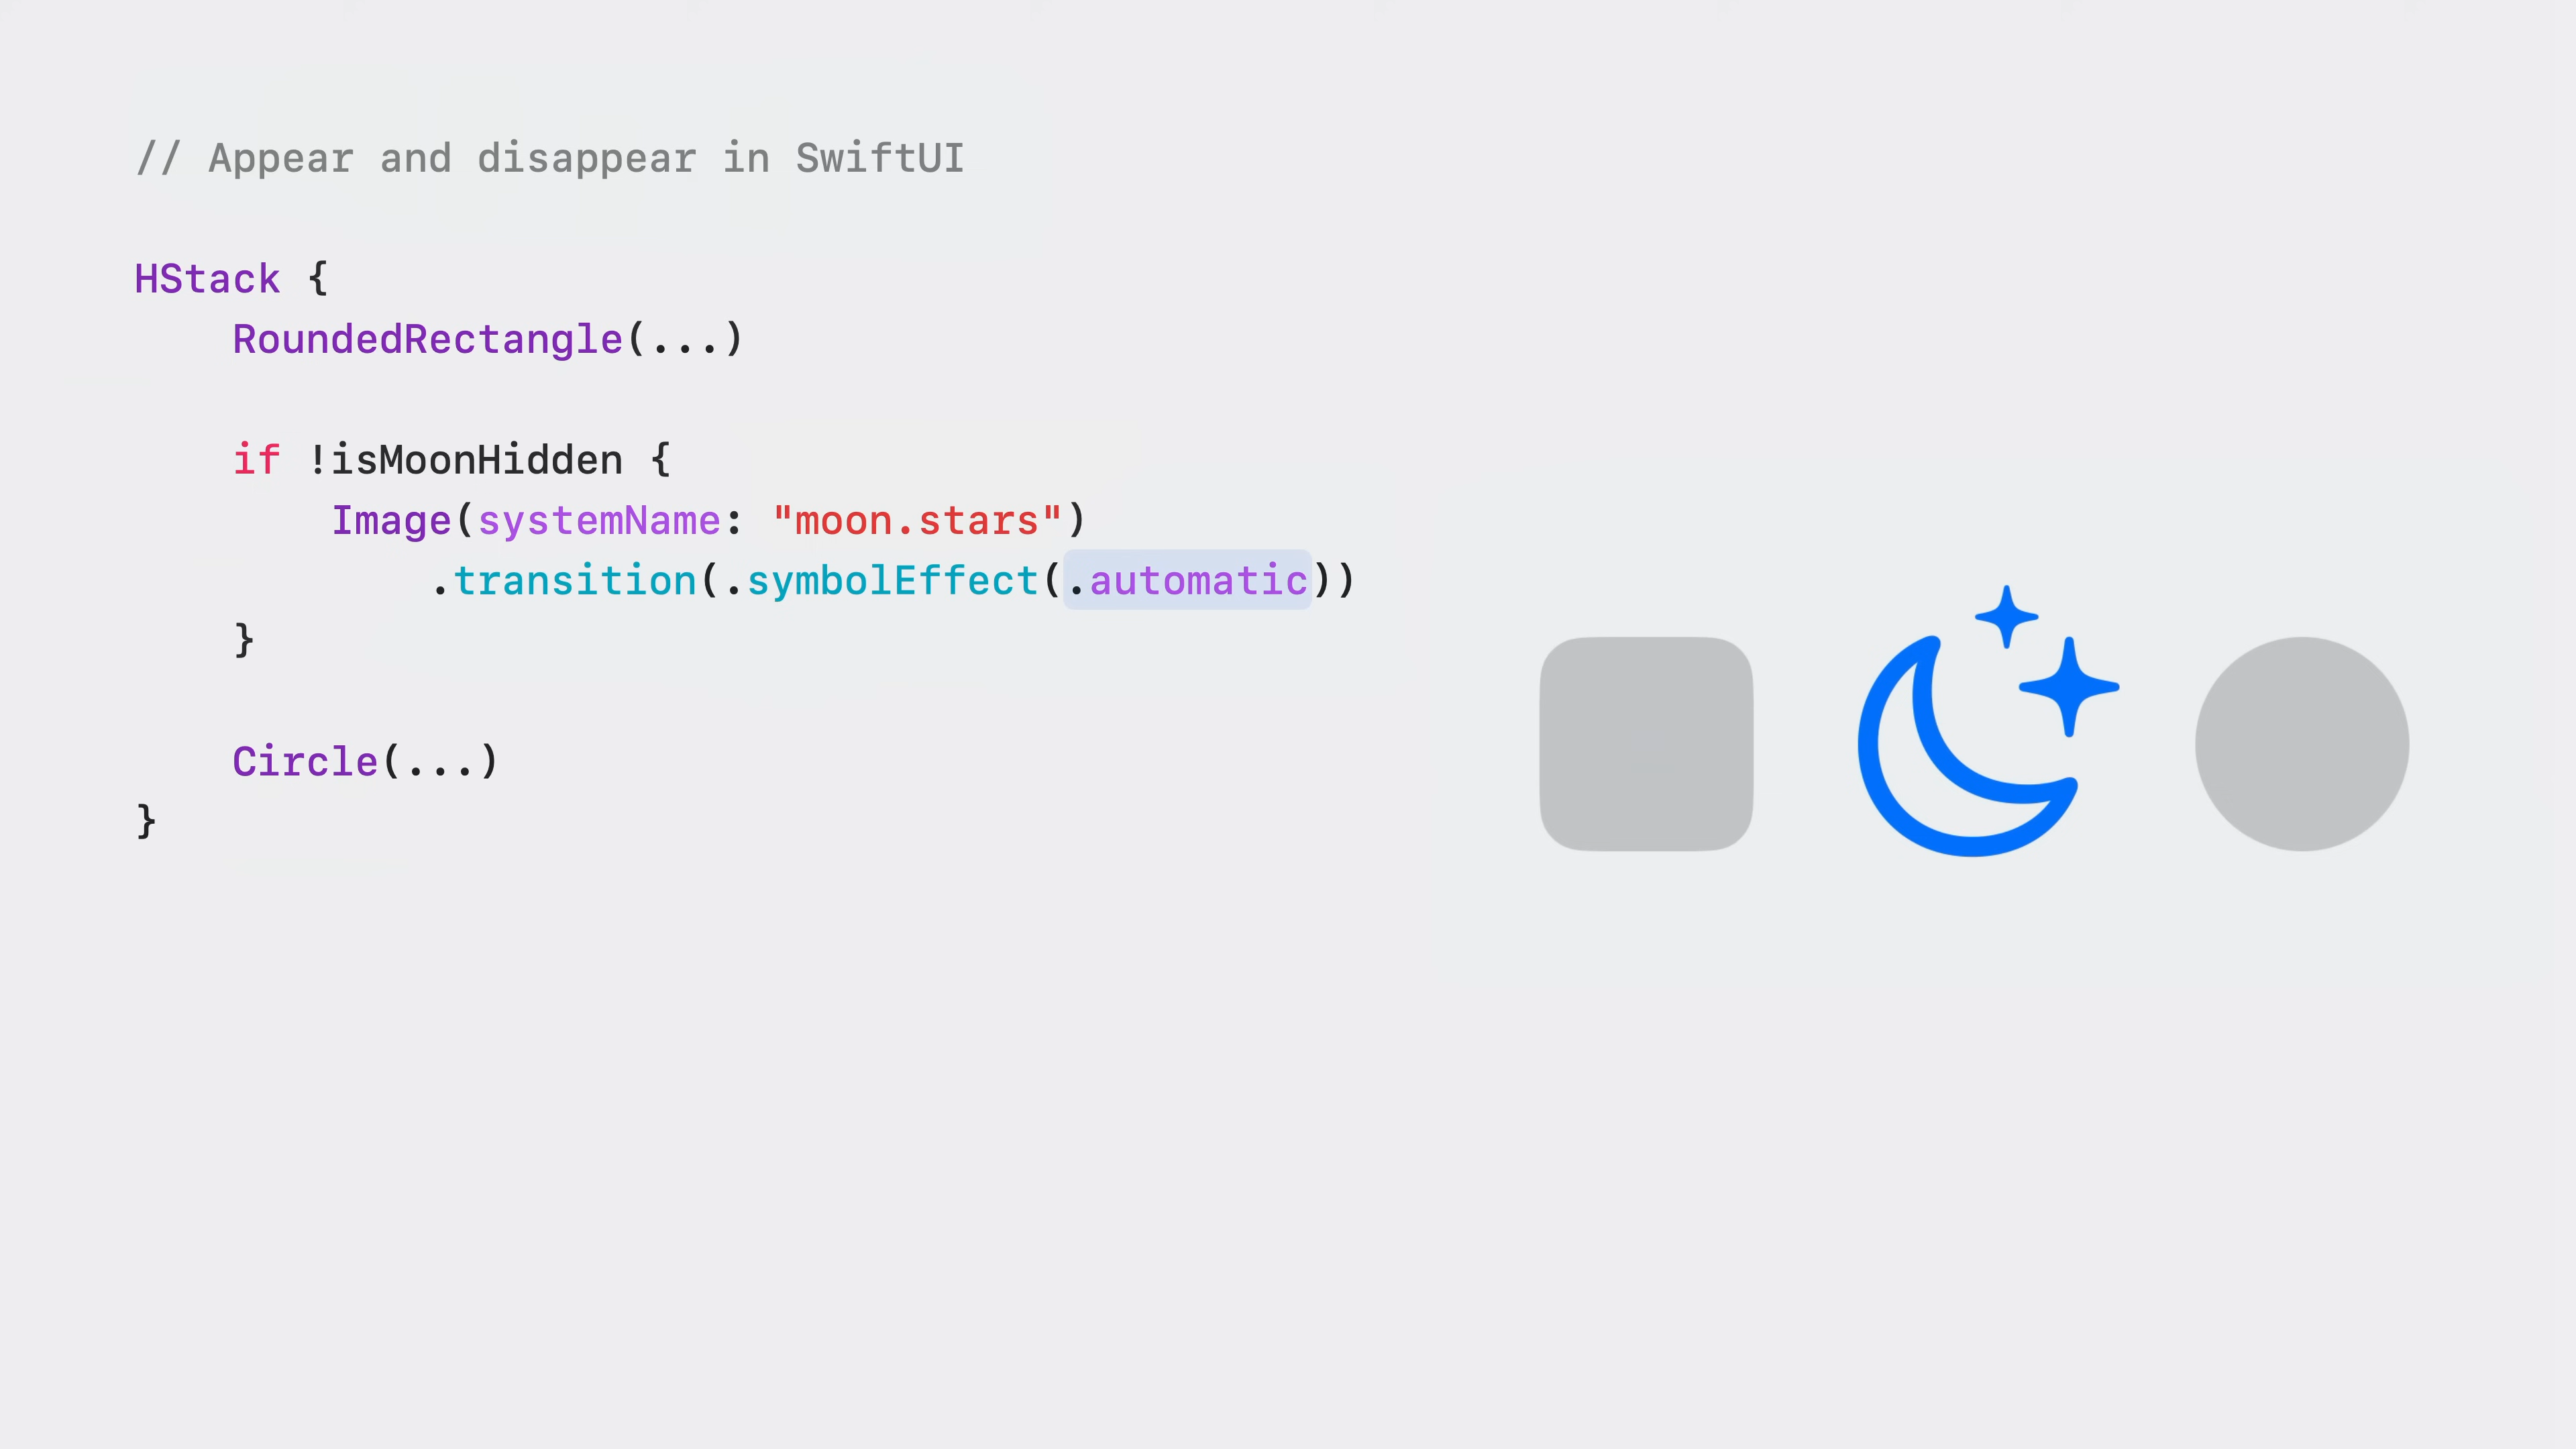 // Appear and disappear in SwiftUI
HStack {
    RoundedRectangle(...)
    if !isMoonHidden {
        Image(systemName: "moon.stars")
            .transition(.symbolEffect(.automatic))
    }
    Circle(...)
}